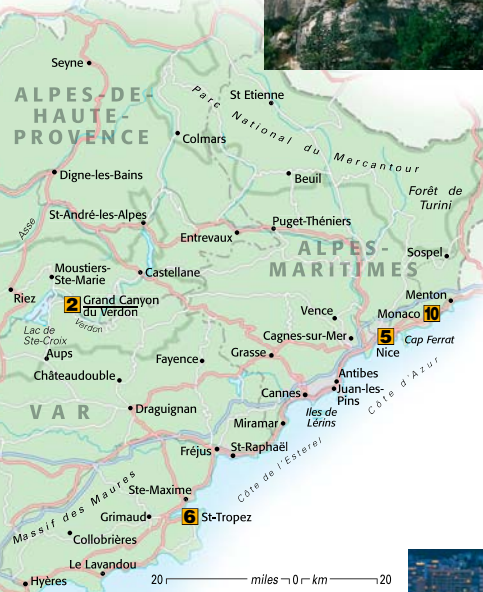 Seyne
ALPES-DE-
HAUTE-
PROVENCE
St Etienne
Parc National du Mercantour
Colmars
Digne-les-Bains
Beuil
Forêt de
Turini
Asse
St-André-les-Alpes
Puget-Théniers
Entrevaux
ALPES-
MARITIMES
Sospel
Moustiers-
Ste-Marie
Castellane
Riez
2 Grand Canyon
du Verdon
Verdon
Menton
Monaco 10
Vence
Lac de
Ste-Croix
Cagnes-sur-Mer
5
Nice
Cap Ferrat
Aups
Fayence
Grasse
Châteaudouble
Antibes
Juan-les-
Pins
Côte d'Azur
Cannes
VAR
Draguignan
Iles de
Lérins
Miramar
Fréjus
St-Raphaël
Côte de l'Esterel
Ste-Maxime
Massif des Maures
Grimaud
6 St-Tropez
Collobrières
Le Lavandou
Hyères
20 miles 0 km 20